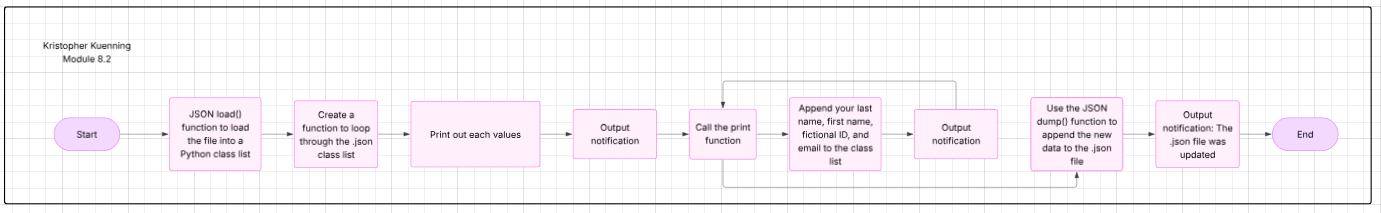 Kristopher Kuenning
Module 8.2
Start
JSON load()
function to load
the file into a
Python class list
Create a
function to loop
through the .json
class list
Print out each values
Output
notification
Call the print
function
Append your last
name, first name,
fictional ID, and
email to the class
list
Output
notification
Use the JSON
dump() function to
append the new
data to the .json
file
Output
notification: The
.json file was
updated
End